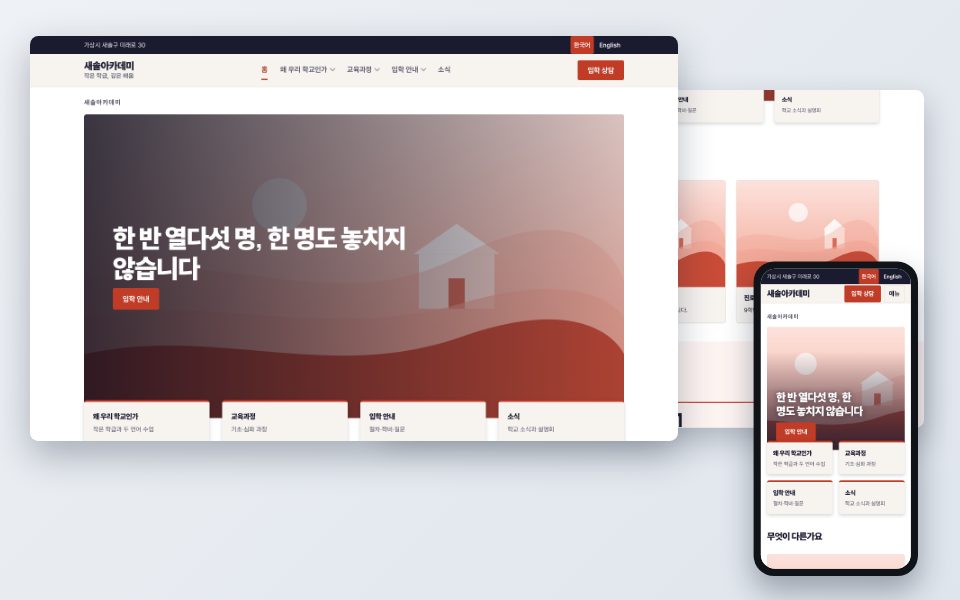 가상시 새솔구 미래로 30
한국어 English
새솔아카데미
작은 학급, 깊은 배움
홈 왜 우리 학교인가 교육과정 입학 안내 소식
입학 상담
새솔아카데미
한 반 열다섯 명, 한 명도 놓치지
않습니다
입학 안내
왜 우리 학교인가
작은 학급과 두 언어 수업
교육과정
기초·심화 과정
입학 안내
절차·학비·질문
소식
학교 소식과 설명회
안내
학비·질문
소식
학교 소식과 설명회
가상시 새솔구 미래로 30
한국어 English
새솔아카데미
입학 상담 메뉴
새솔아카데미
한 반 열다섯 명, 한
명도 놓치지 않습니다
입학 안내
왜 우리 학교인가
작은 학급과 두 언어 수업
교육과정
기초·심화 과정
입학 안내
절차·학비·질문
소식
학교 소식과 설명회
무엇이 다른가요